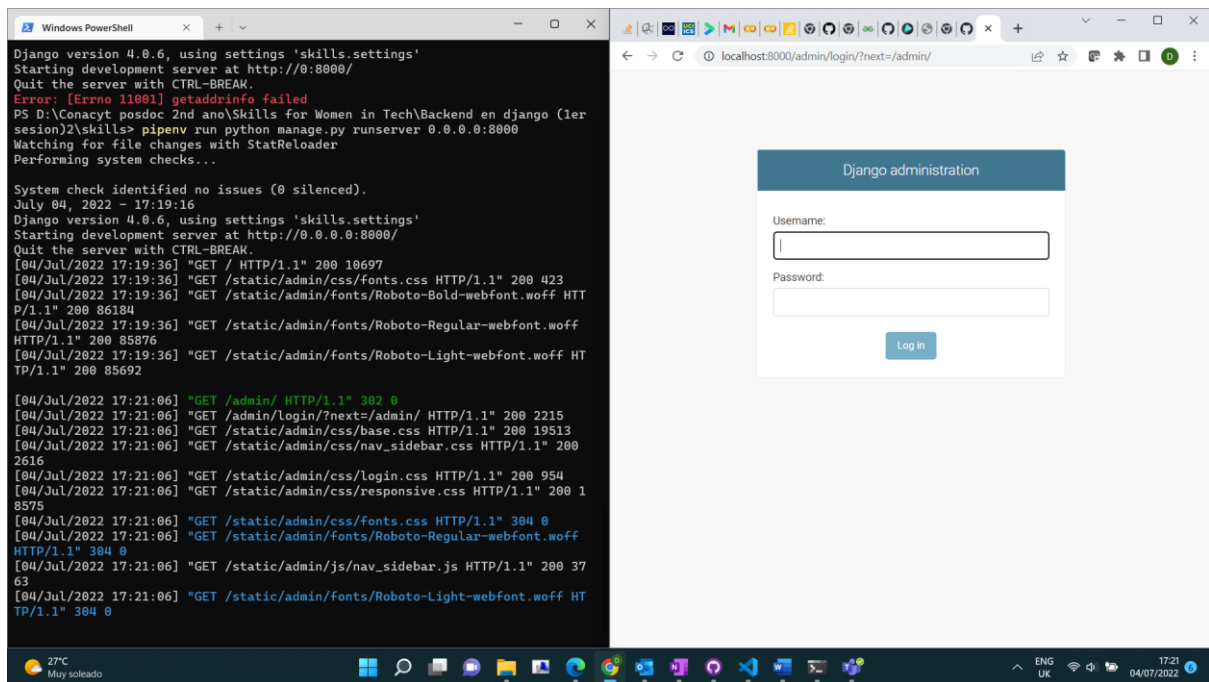 Windows PowerShell
Django version 4.0.6, using settings 'skills.settings'
Starting development server at http://0:8000/
Quit the server with CTRL-BREAK.
Error: [Errno 11001] getaddrinfo failed
PS D:\Conacyt posdoc 2nd ano\Skills for Women in Tech\Backend en django (1er
sesion)2\skills> pipenv run python manage.py runserver 0.0.0.0:8000
Watching for file changes with StatReloader
Performing system checks...
System check identified no issues (0 silenced).
July 04, 2022 - 17:19:16
Django version 4.0.6, using settings 'skills.settings'
Starting development server at http://0.0.0.0:8000/
Quit the server with CTRL-BREAK.
[04/Jul/2022 17:19:36] "GET / HTTP/1.1" 200 10697
[04/Jul/2022 17:19:36] "GET /static/admin/css/fonts.css HTTP/1.1" 200 423
[04/Jul/2022 17:19:36] "GET /static/admin/fonts/Roboto-Bold-webfont.woff HTT
P/1.1" 200 86184
[04/Jul/2022 17:19:36] "GET /static/admin/fonts/Roboto-Regular-webfont.woff
HTTP/1.1" 200 85876
[04/Jul/2022 17:19:36] "GET /static/admin/fonts/Roboto-Light-webfont.woff HT
TP/1.1" 200 85692
[04/Jul/2022 17:21:06] "GET /admin/ HTTP/1.1" 302 0
[04/Jul/2022 17:21:06] "GET /admin/login/?next=/admin/ HTTP/1.1" 200 2215
[04/Jul/2022 17:21:06] "GET /static/admin/css/base.css HTTP/1.1" 200 19513
[04/Jul/2022 17:21:06] "GET /static/admin/css/nav_sidebar.css HTTP/1.1" 200
2616
[04/Jul/2022 17:21:06] "GET /static/admin/css/login.css HTTP/1.1" 200 954
[04/Jul/2022 17:21:06] "GET /static/admin/css/responsive.css HTTP/1.1" 200 1
8575
[04/Jul/2022 17:21:06] "GET /static/admin/css/fonts.css HTTP/1.1" 304 0
[04/Jul/2022 17:21:06] "GET /static/admin/fonts/Roboto-Regular-webfont.woff
HTTP/1.1" 304 0
[04/Jul/2022 17:21:06] "GET /static/admin/js/nav_sidebar.js HTTP/1.1" 200 37
63
[04/Jul/2022 17:21:06] "GET /static/admin/fonts/Roboto-Light-webfont.woff HT
TP/1.1" 304 0
localhost:8000/admin/login/?next=/admin/
D
Django administration
Username:
Password:
Log in
27°C
Muy soleado
ENG
UK
17:21
04/07/2022
6